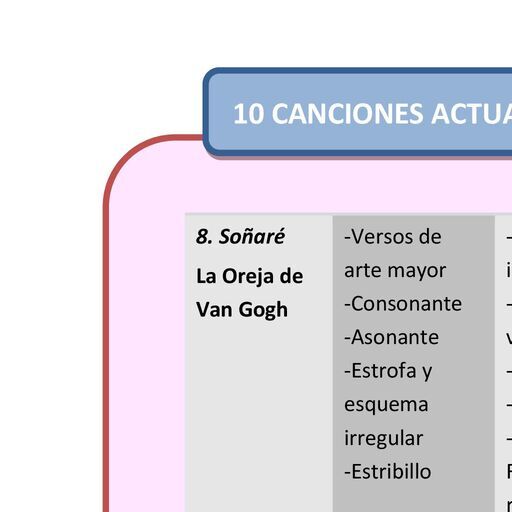 10 CANCIONES ACTUA
8. Soñaré
La Oreja de
Van Gogh
-Versos de
arte mayor
-Consonante
-Asonante
-Estrofa y
esquema
irregular
-Estribillo